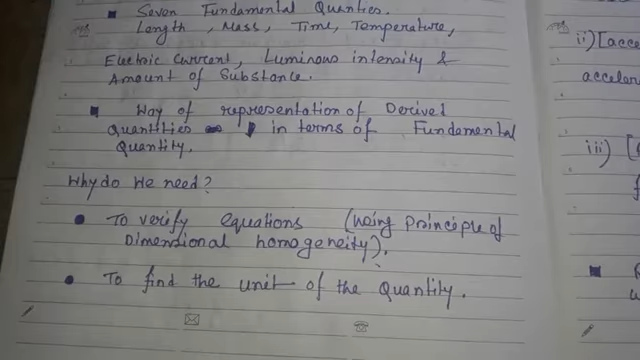 Seven Fundamental Quanties.
Length, Mass, Time, Temperature,
Electric Current, Luminous intensity &
Amount of Substance.
Way of representation of Derived
Quantities in terms of Fundamental
Quantity.
Why do We need?
To verify equations (using principle of
Dimensional homogeneity).
To find the unit of the Quantity.
ii) [acce
acceler
iii) [